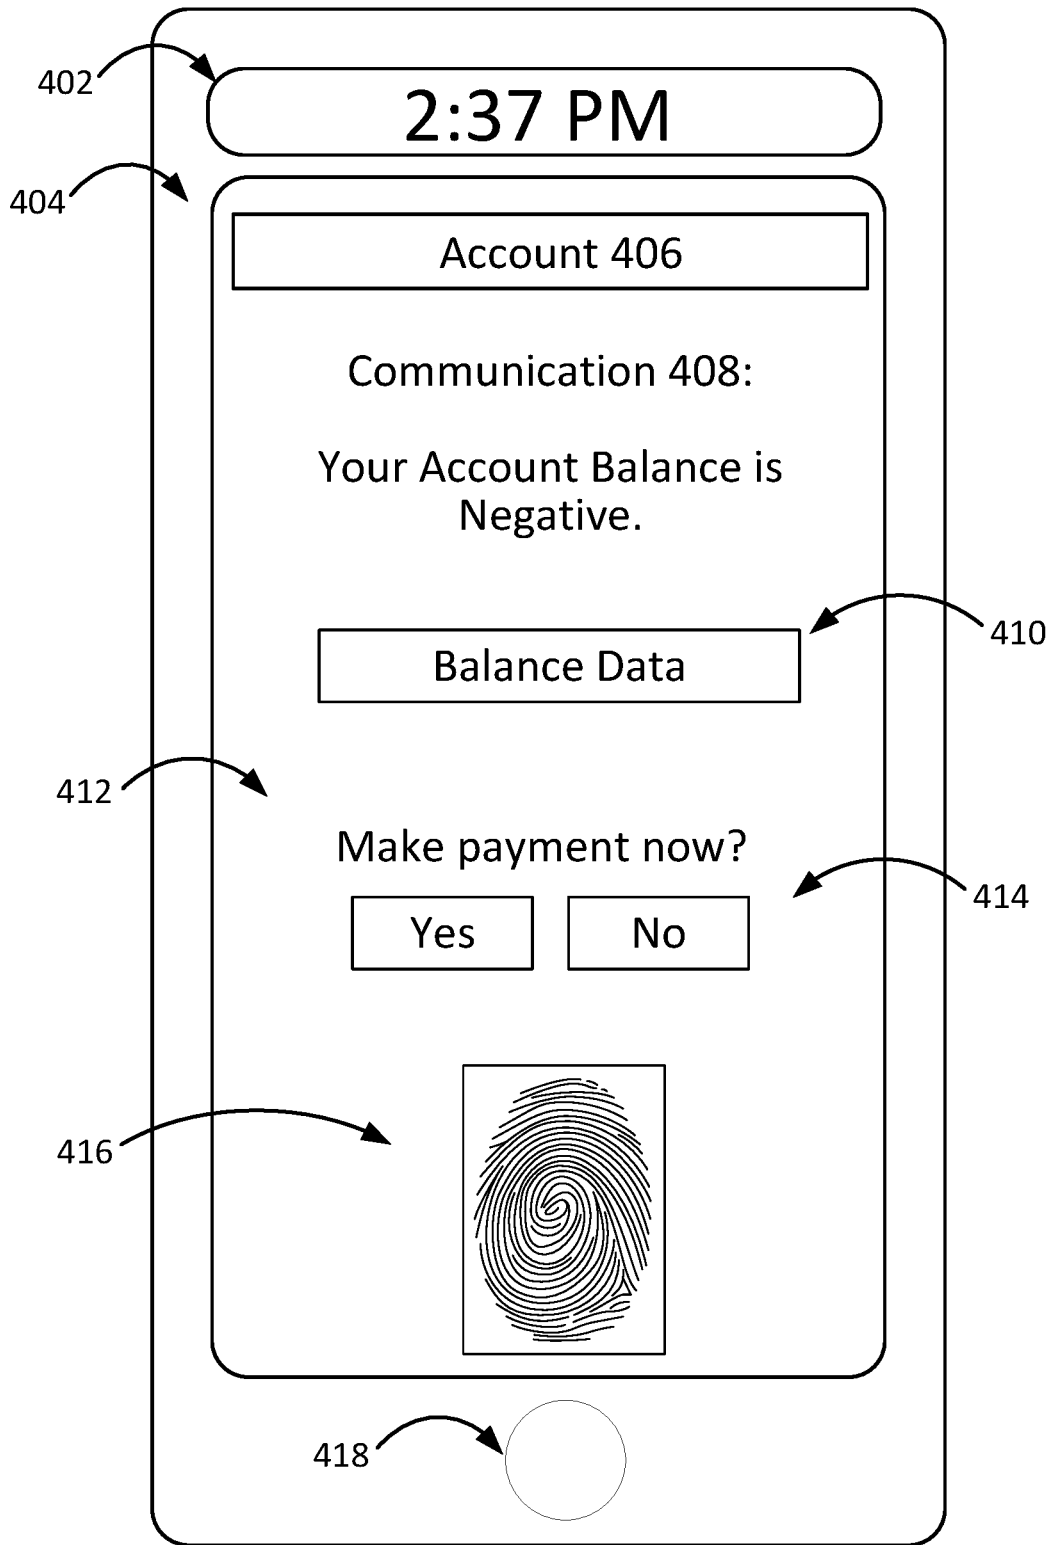 402
2:37 PM
404
Account 406
Communication 408:
Your Account Balance is
Negative.
410
Balance Data
412
Make payment now?
414
Yes
No
416
418